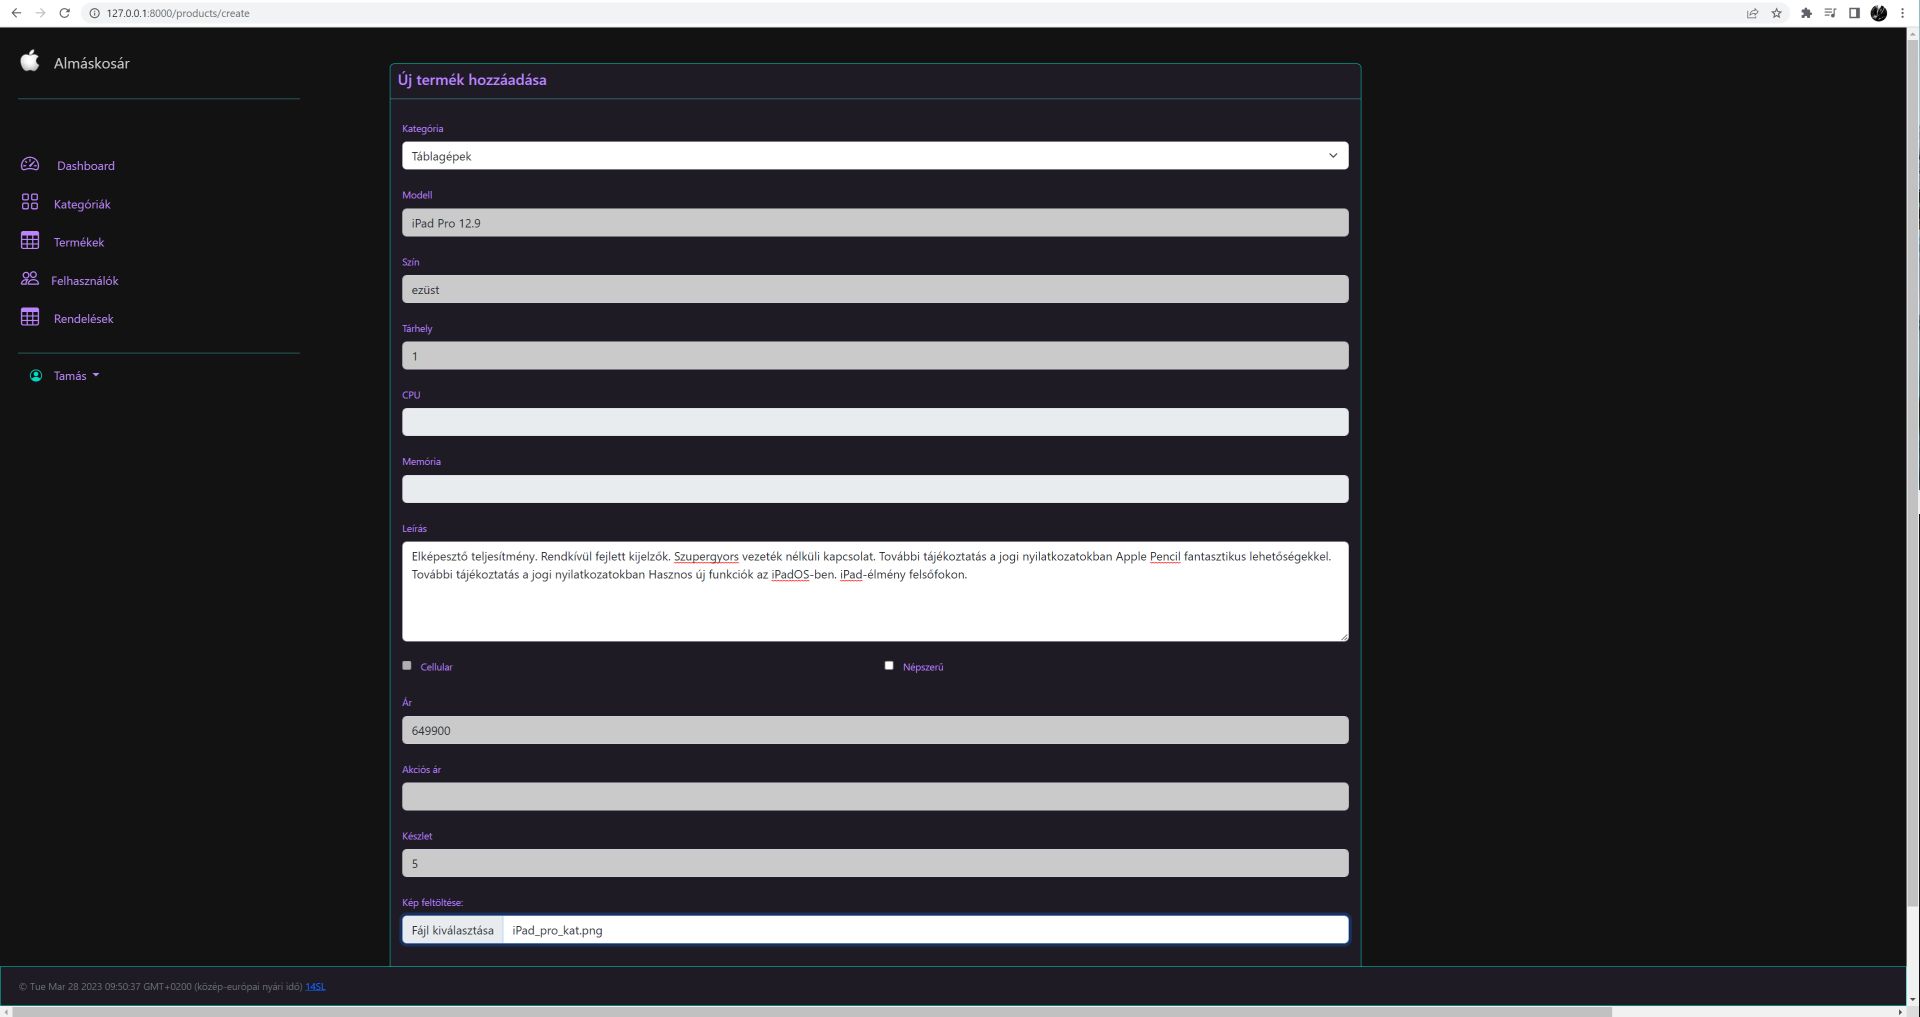 127.0.0.1:8000/products/create
Almáskosár
Dashboard
Kategóriák
Termékek
Felhasználók
Rendelések
Tamás
Új termék hozzáadása
Kategória
Táblagépek
Modell
iPad Pro 12.9
Szín
ezüst
Tárhely
1
CPU
Memória
Leírás
Elképesztő teljesítmény. Rendkívül fejlett kijelzők. Szupergyors vezeték nélküli kapcsolat. További tájékoztatás a jogi nyilatkozatokban Apple Pencil fantasztikus lehetőségekkel.
További tájékoztatás a jogi nyilatkozatokban Hasznos új funkciók az iPadOS-ben. iPad-élmény felsőfokon.
Cellular Népszerű
Ár
649900
Akciós ár
Készlet
5
Kép feltöltése:
Fájl kiválasztása iPad_pro_kat.png
© Tue Mar 28 2023 09:50:37 GMT+0200 (közép-európai nyári idő) 14SL